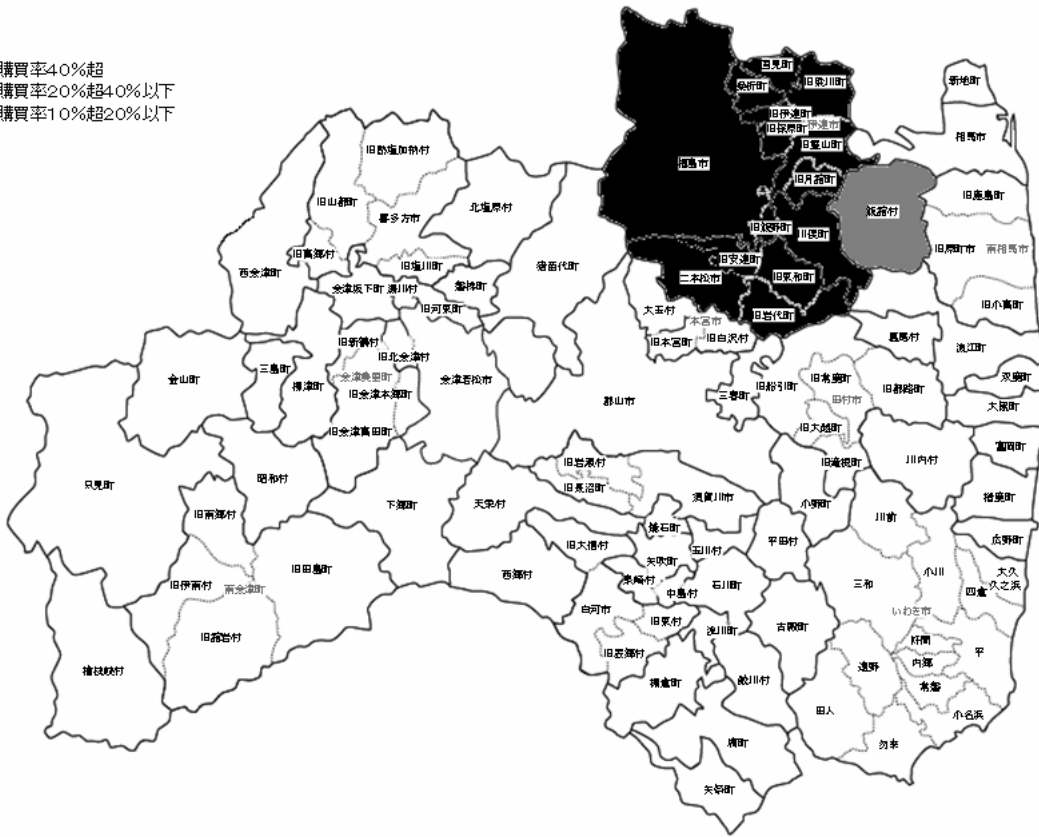 購買率40%超
購買率20%超40%以下
購買率10%超20%以下
新地町
国見町
桑折町
旧梁川町
旧伊達町
旧保原町
伊達市
旧霊山町
相馬市
福島市
旧月舘町
飯舘村
旧鹿島町
旧飯野町
川俣町
旧原町市
南相馬市
旧安達町
二本松市
旧東和町
旧小高町
旧岩代町
旧熱塩加納村
旧山都町
喜多方市
北塩原村
旧高郷村
西会津町
旧塩川町
猪苗代町
会津坂下町
湯川村
磐梯町
旧河東町
大玉村
本宮市
旧本宮町
旧白沢村
葛尾村
浪江町
旧新鶴村
旧北会津村
会津美里町
会津若松市
旧会津本郷町
旧会津高田町
三島町
柳津町
金山町
郡山市
三春町
旧船引町
旧常葉町
田村市
旧都路町
双葉町
大熊町
旧大越町
旧滝根町
富岡町
川内村
楢葉町
小野町
只見町
昭和村
下郷町
天栄村
旧岩瀬村
旧長沼町
須賀川市
旧南郷村
川前
鏡石町
平田村
広野町
旧大信村
矢吹町
玉川村
旧伊南村
南会津町
旧田島町
西郷村
泉崎村
中島村
石川町
三和
小川
四倉
大久
久之浜
白河市
旧東村
浅川町
古殿町
いわき市
旧舘岩村
旧表郷村
好間
内郷
平
檜枝岐村
棚倉町
鮫川村
遠野
常磐
田人
小名浜
塙町
勿来
矢祭町